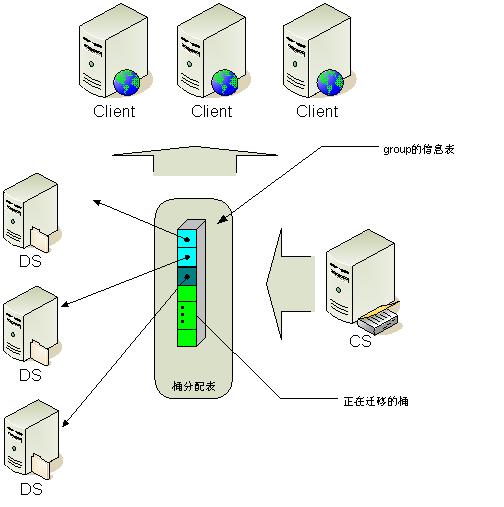 Client Client Client
group的信息表
DS
DS
CS
桶分配表
正在迁移的桶
DS